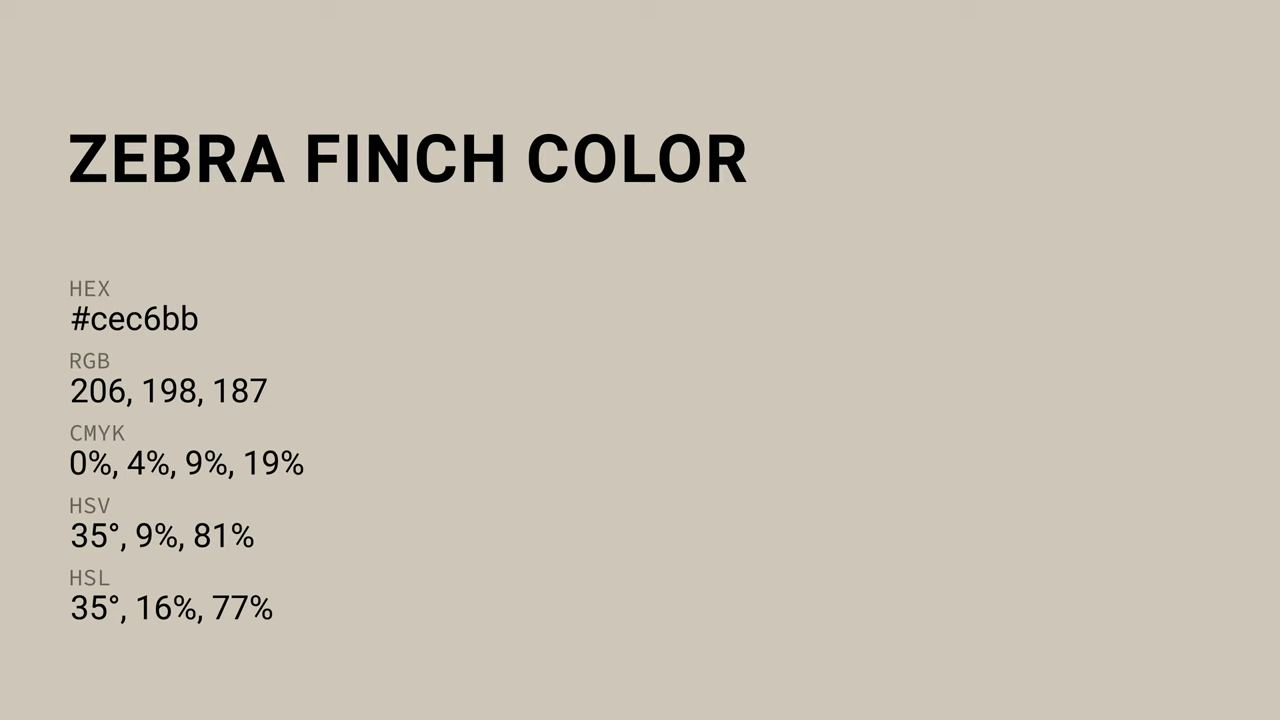 ZEBRA FINCH COLOR
HEX
#cec6bb
RGB
206, 198, 187
CMYK
0%, 4%, 9%, 19%
HSV
35°, 9%, 81%
HSL
35°, 16%, 77%